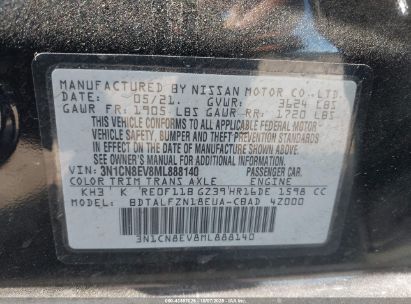 MANUFACTURED BY NISSAN MOTOR CO.,LTD.
DATE: 05/21. GVWR: 3624 LBS
GAWR FR: 1905 LBS GAWR RR: 1720 LBS
THIS VEHICLE CONFORMS TO ALL APPLICABLE FEDERAL MOTOR
VEHICLE SAFETY, BUMPER AND THEFT PREVENTION STANDARDS
IN EFFECT ON THE DATE OF MANUFACTURE SHOWN ABOVE.
See OWNER'S MANUAL for additional information.
VIN: 3N1CN8EV8ML888140 PASSENGER CAR.
COLOR TRIM TRANS AXLE ENGINE
KH3 K RE0F11B GZ39 HR16DE 1598 CC
MODEL: BDTALFZN18EUA-CBAD 4Z000
3N1CN8EV8ML888140